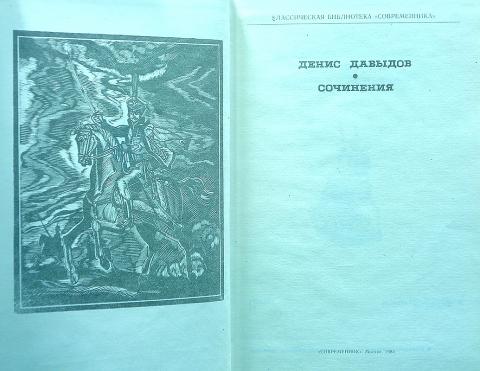 КЛАССИЧЕСКАЯ БИБЛИОТЕКА «СОВРЕМЕННИКА»
ДЕНИС ДАВЫДОВ
•
СОЧИНЕНИЯ
«СОВРЕМЕННИК» Москва